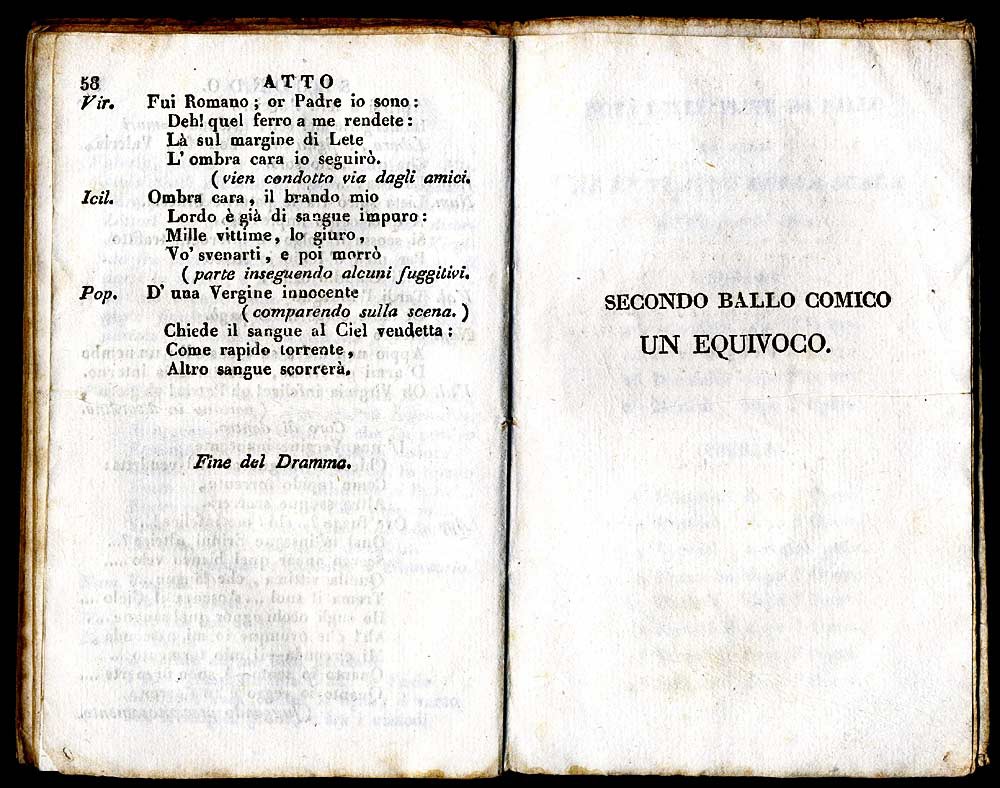 58 ATTO
Vir. Fui Romano; or Padre io sono:
Deh! quel ferro a me rendete:
Là sul margine di Lete
L' ombra cara io seguirò.
(vien condotto via dagli amici.
Icil. Ombra cara, il brando mio
Lordo è già di sangue impuro:
Mille vittime, lo giuro,
Vo' svenarti, e poi morrò
(parte inseguendo alcuni fuggitivi.
Pop. D' una Vergine innocente
(comparendo sulla scena.)
Chiede il sangue al Ciel vendetta:
Come rapido torrente,
Altro sangue scorrerà.
Fine del Dramma.
SECONDO BALLO COMICO
UN EQUIVOCO.